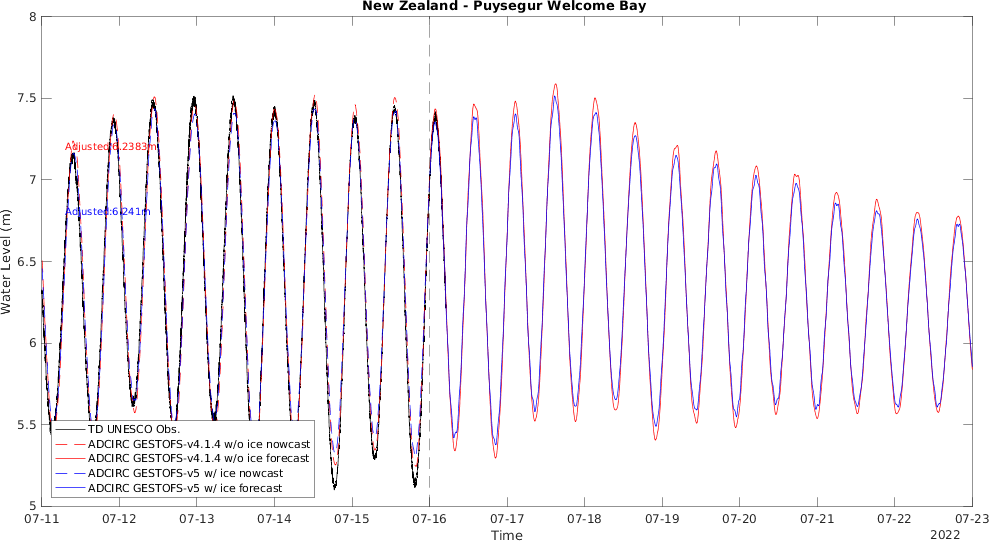 New Zealand - Puysegur Welcome Bay
8
7.5
7
6.5
6
5.5
5
Water Level (m)
Adjusted:6.2383m
Adjusted:6.241m
TD UNESCO Obs.
ADCIRC GESTOFS-v4.1.4 w/o ice nowcast
ADCIRC GESTOFS-v4.1.4 w/o ice forecast
ADCIRC GESTOFS-v5 w/ ice nowcast
ADCIRC GESTOFS-v5 w/ ice forecast
07-11 07-12 07-13 07-14 07-15 07-16 07-17 07-18 07-19 07-20 07-21 07-22 07-23
Time
2022